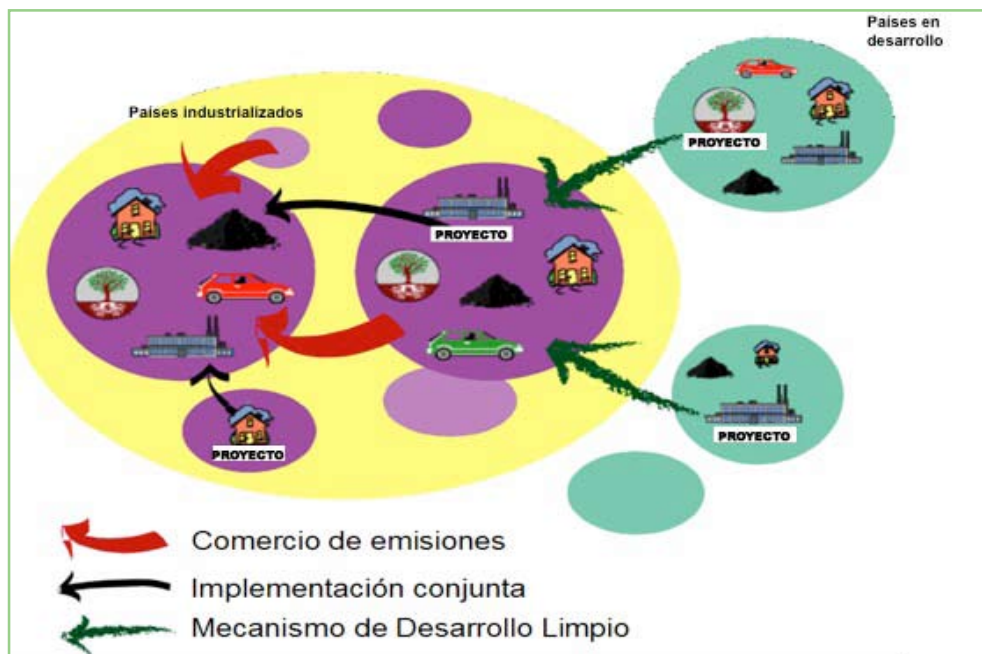 Países en
desarrollo
Países industrializados
PROYECTO
PROYECTO
PROYECTO
PROYECTO
Comercio de emisiones
Implementación conjunta
Mecanismo de Desarrollo Limpio